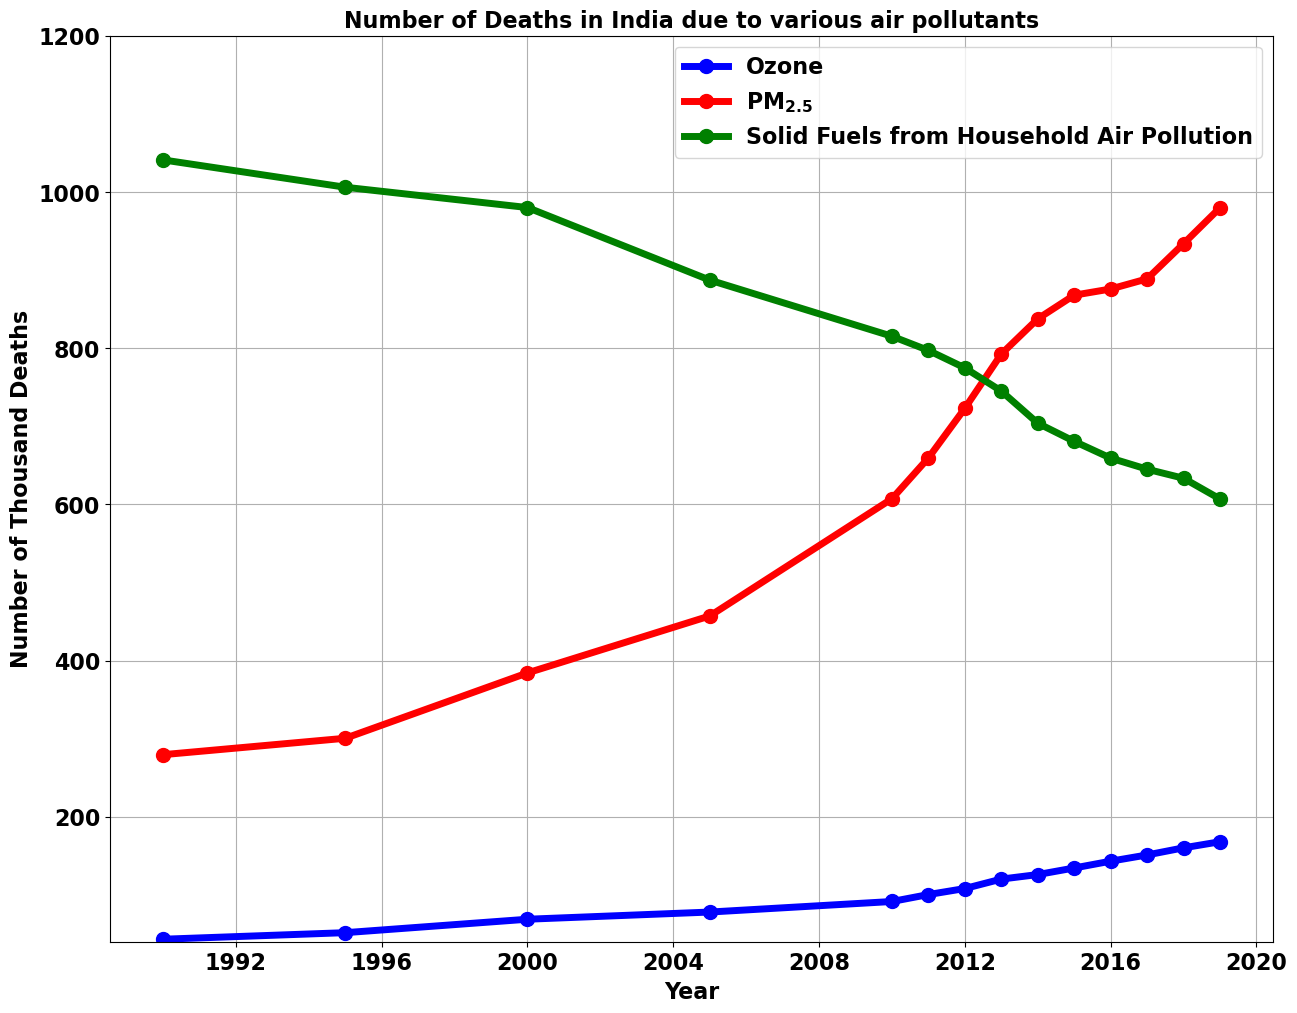 Number of Deaths in India due to various air pollutants
1200
1000
800
600
400
200
Number of Thousand Deaths
Ozone
PM2.5
Solid Fuels from Household Air Pollution
1992 1996 2000 2004 2008 2012 2016 2020
Year